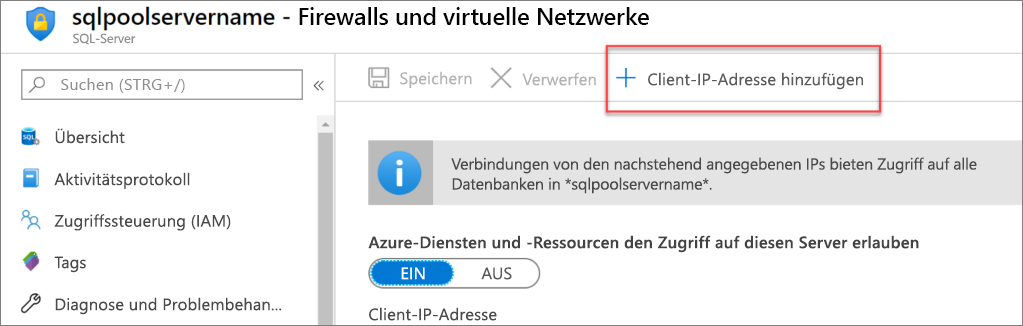 sqlpoolservername - Firewalls und virtuelle Netzwerke
SQL-Server
Suchen (STRG+/)
«
Speichern
Verwerfen
Client-IP-Adresse hinzufügen
Übersicht
Aktivitätsprotokoll
Zugriffssteuerung (IAM)
Tags
Diagnose und Problembehan...
Verbindungen von den nachstehend angegebenen IPs bieten Zugriff auf alle
Datenbanken in *sqlpoolservername*.
Azure-Diensten und -Ressourcen den Zugriff auf diesen Server erlauben
EIN AUS
Client-IP-Adresse